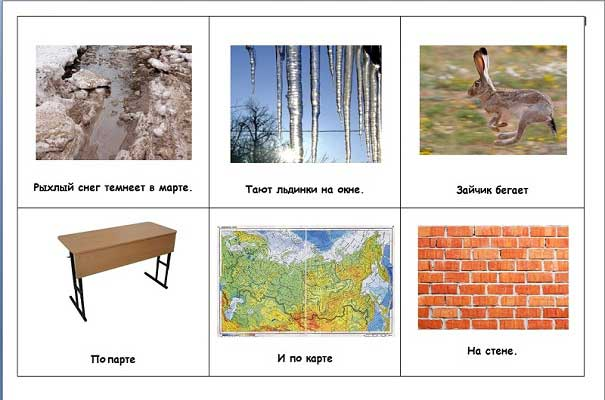 Рыхлый снег темнеет в марте.
Тают льдинки на окне.
Зайчик бегает
По парте
И по карте
На стене.